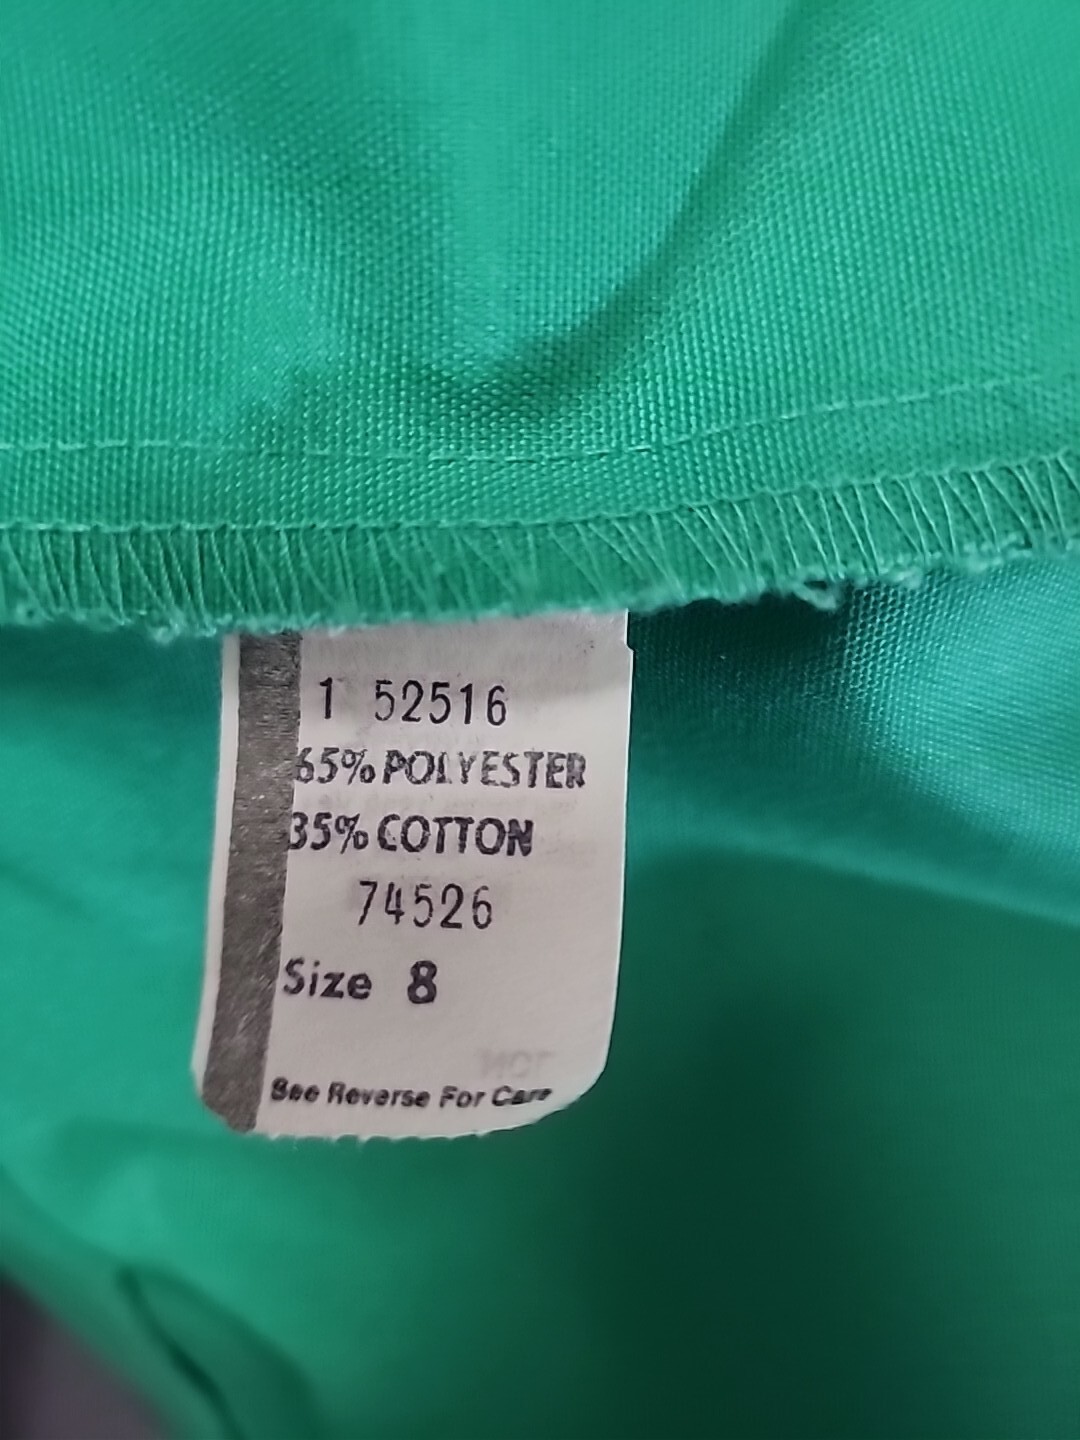 1 52516
65% POLYESTER
35% COTTON
74526
Size 8
See Reverse For Care